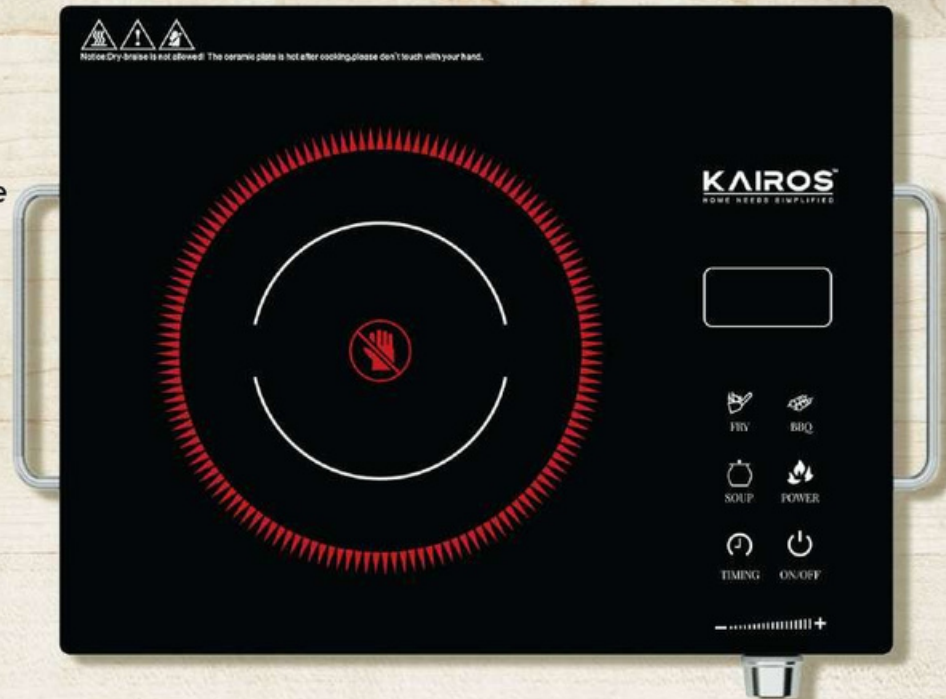 Notice:Dry-braise is not allowed! The ceramic plate is hot after cooking,please don't touch with your hand.
KAIROS
HOME NEEDS SIMPLIFIED
FRY BBQ
SOUP POWER
TIMING ON/OFF
- +